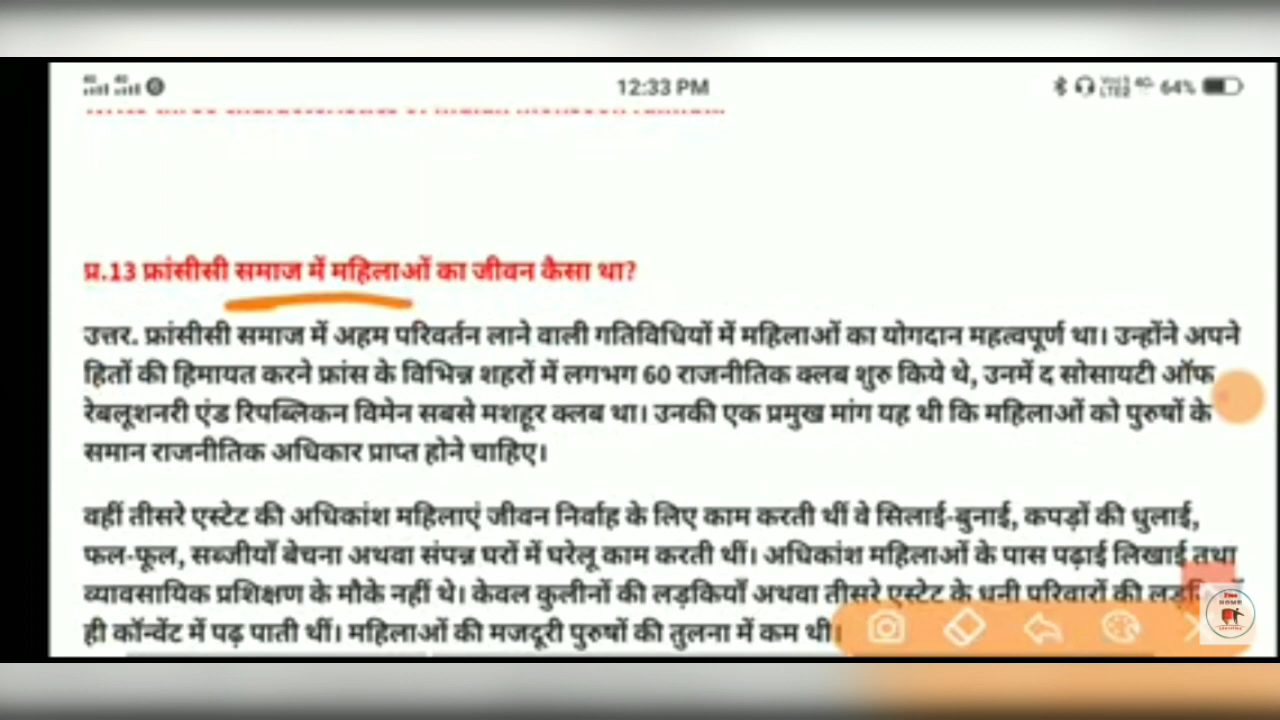 12:33 PM
64%
प्र.13 फ्रांसीसी समाज में महिलाओं का जीवन कैसा था?
उत्तर. फ्रांसीसी समाज में अहम परिवर्तन लाने वाली गतिविधियों में महिलाओं का योगदान महत्वपूर्ण था। उन्होंने अपने
हितों की हिमायत करने फ्रांस के विभिन्न शहरों में लगभग 60 राजनीतिक क्लब शुरु किये थे, उनमें द सोसायटी ऑफ
रेबलूशनरी एंड रिपब्लिकन विमेन सबसे मशहूर क्लब था। उनकी एक प्रमुख मांग यह थी कि महिलाओं को पुरुषों के
समान राजनीतिक अधिकार प्राप्त होने चाहिए।
वहीं तीसरे एस्टेट की अधिकांश महिलाएं जीवन निर्वाह के लिए काम करती थीं वे सिलाई-बुनाई, कपड़ों की धुलाई,
फल-फूल, सब्जीयाँ बेचना अथवा संपन्न घरों में घरेलू काम करती थीं। अधिकांश महिलाओं के पास पढ़ाई लिखाई तथा
व्यावसायिक प्रशिक्षण के मौके नहीं थे। केवल कुलीनों की लड़कियाँ अथवा तीसरे एस्टेट के धनी परिवारों की
ही कॉन्वेंट में पढ़ पाती थीं। महिलाओं की मजदूरी पुरुषों की तुलना में कम थी।
HOME